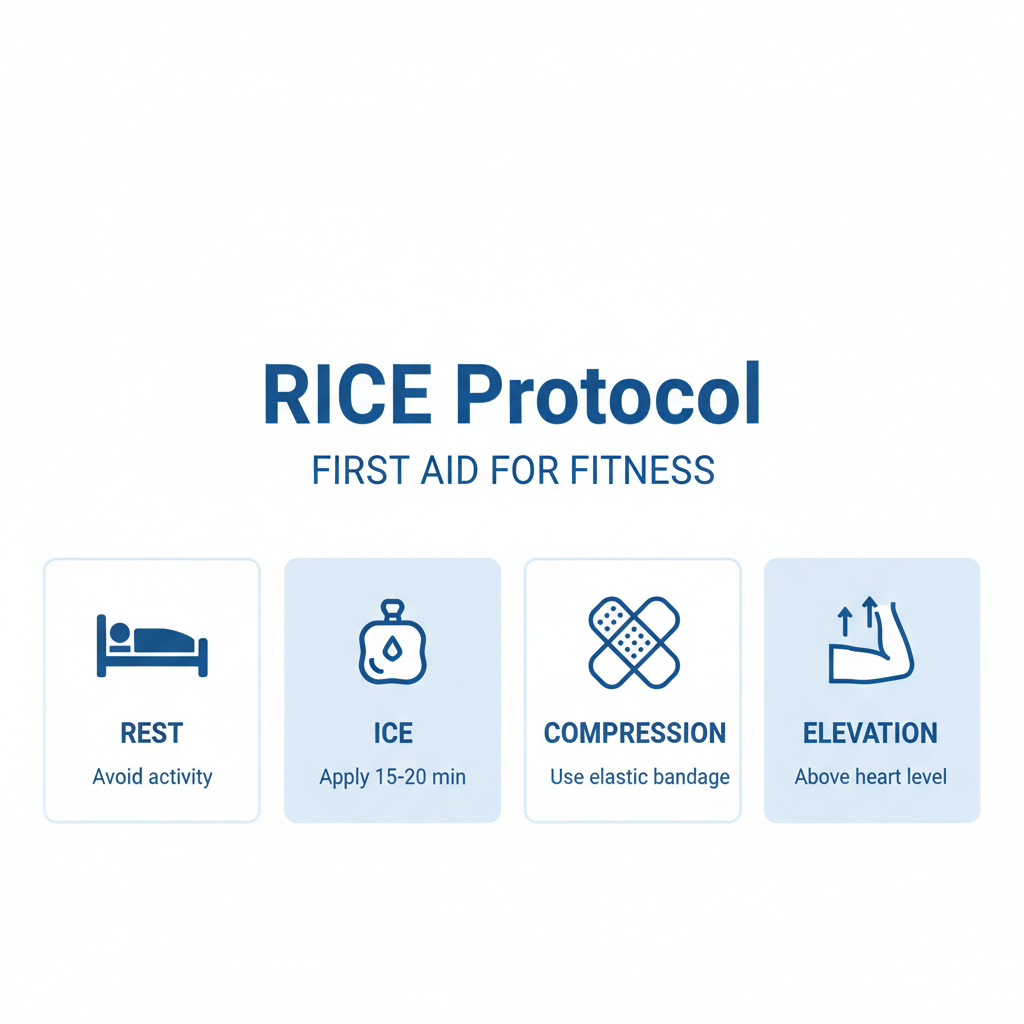 RICE Protocol
FIRST AID FOR FITNESS
REST
Avoid activity
ICE
Apply 15-20 min
COMPRESSION
Use elastic bandage
ELEVATION
Above heart level